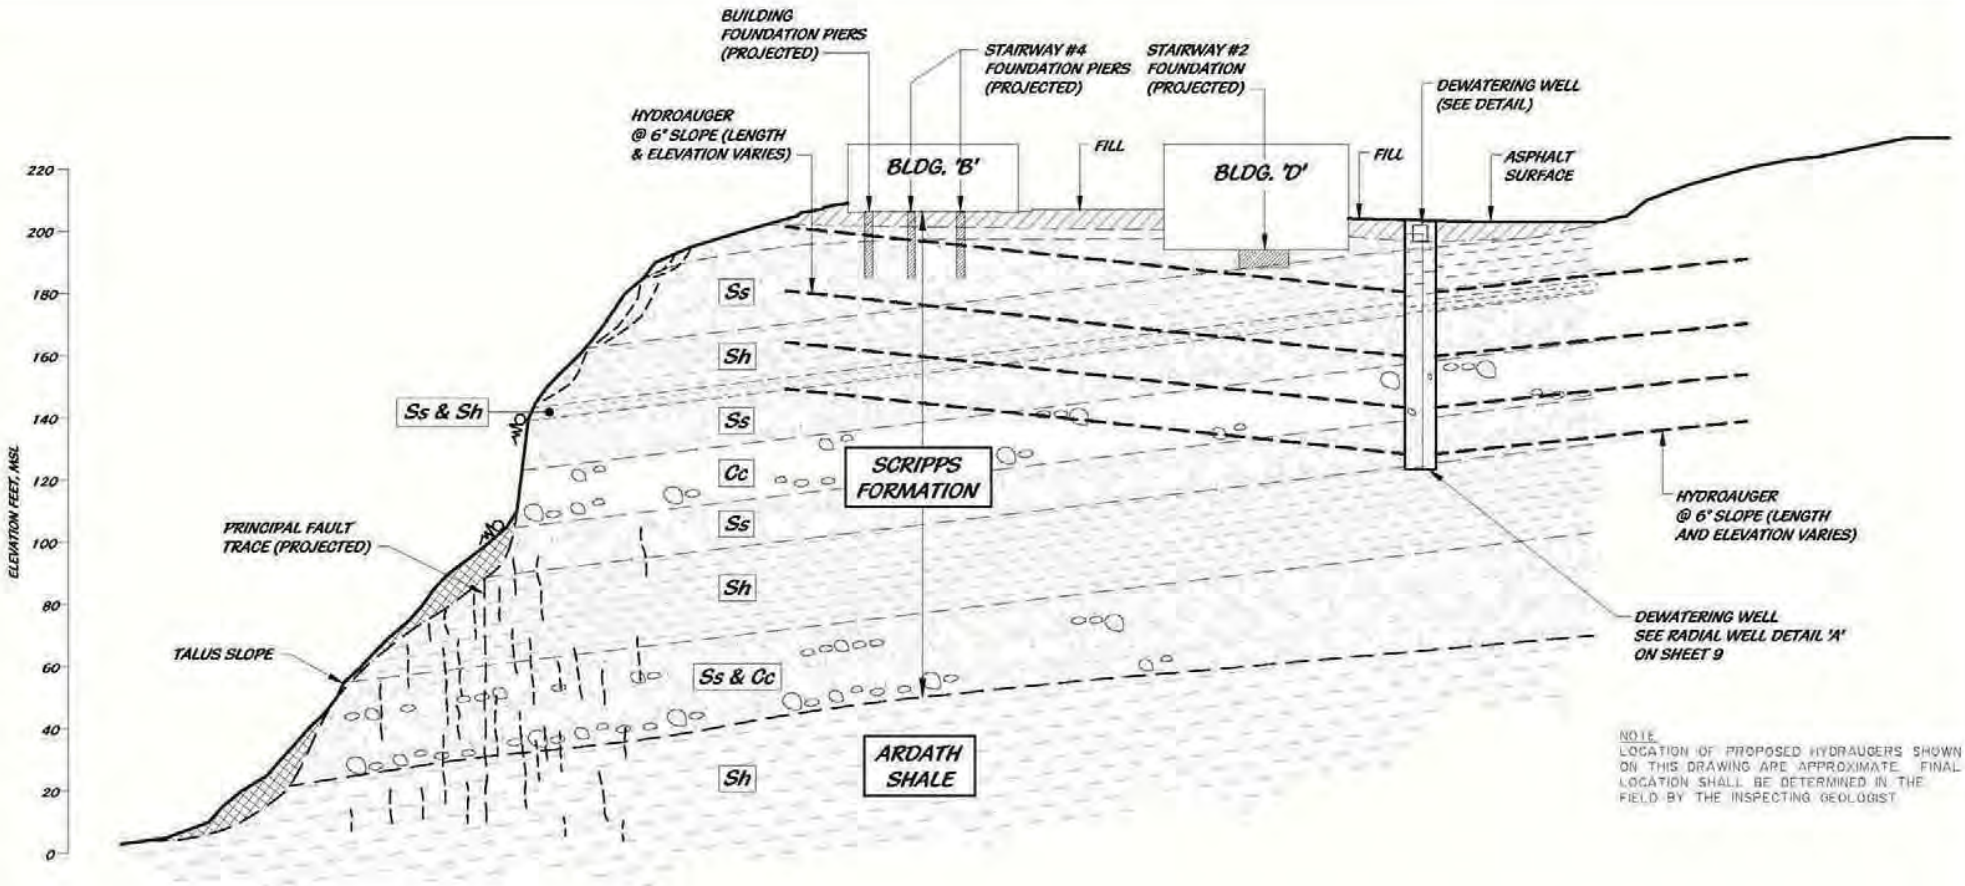 BUILDING
FOUNDATION PIERS
(PROJECTED)
STAIRWAY #4
FOUNDATION PIERS
(PROJECTED)
STAIRWAY #2
FOUNDATION
(PROJECTED)
DEWATERING WELL
(SEE DETAIL)
HYDROAUGER
@ 6° SLOPE (LENGTH
& ELEVATION VARIES)
FILL
FILL
ASPHALT
SURFACE
BLDG. 'B'
BLDG. 'D'
ELEVATION FEET, MSL
220
200
180
160
140
120
100
80
60
40
20
0
Ss
Sh
Ss & Sh
Ss
Cc
SCRIPPS
FORMATION
Ss
Sh
PRINCIPAL FAULT
TRACE (PROJECTED)
HYDROAUGER
@ 6° SLOPE (LENGTH
AND ELEVATION VARIES)
TALUS SLOPE
DEWATERING WELL
SEE RADIAL WELL DETAIL 'A'
ON SHEET 9
Ss & Cc
ARDATH
SHALE
Sh
NOTE
LOCATION OF PROPOSED HYDRAUGERS SHOWN
ON THIS DRAWING ARE APPROXIMATE. FINAL
LOCATION SHALL BE DETERMINED IN THE
FIELD BY THE INSPECTING GEOLOGIST